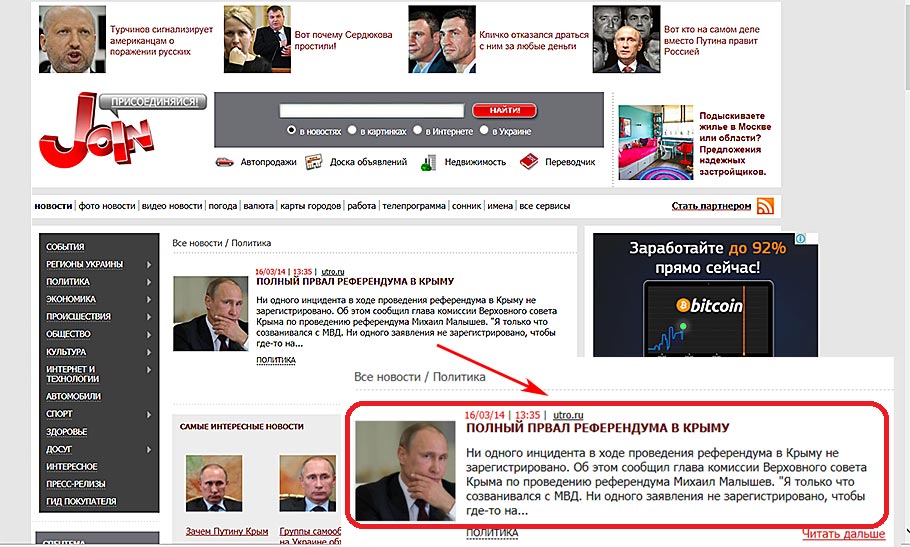 Турчинов сигнализирует
американцам о
поражении русских
Вот почему Сердюкова
простили!
Кличко отказался драться
с ним за любые деньги
Вот кто на самом деле
вместо Путина правит
Россией
JOIN
ПРИСОЕДИНЯЙСЯ!
НАЙТИ!
в новостях в картинках в Интернете в Украине
Автопродажи Доска объявлений Недвижимость Переводчик
Подыскиваете
жилье в Москве
или области?
Предложения
надежных
застройщиков.
новости | фото новости | видео новости | погода | валюта | карты городов | работа | телепрограмма | сонник | имена | все сервисы
Стать партнером
СОБЫТИЯ
РЕГИОНЫ УКРАИНЫ
ПОЛИТИКА
ЭКОНОМИКА
ПРОИСШЕСТВИЯ
ОБЩЕСТВО
КУЛЬТУРА
ИНТЕРНЕТ И
ТЕХНОЛОГИИ
АВТОМОБИЛИ
СПОРТ
ЗДОРОВЬЕ
ДОСУГ
ИНТЕРЕСНОЕ
ПРЕСС-РЕЛИЗЫ
ГИД ПОКУПАТЕЛЯ
СПЕЦТЕМА
Все новости / Политика
16/03/14 | 13:35 | utro.ru
ПОЛНЫЙ ПРВАЛ РЕФЕРЕНДУМА В КРЫМУ
Ни одного инцидента в ходе проведения референдума в Крыму не
зарегистрировано. Об этом сообщил глава комиссии Верховного совета
Крыма по проведению референдума Михаил Малышев. "Я только что
созванивался с МВД. Ни одного заявления не зарегистрировано, чтобы
где-то на...
ПОЛИТИКА
САМЫЕ ИНТЕРЕСНЫЕ НОВОСТИ
Зачем Путину Крым
Группы самооб
на Украине об
Заработайте до 92%
прямо сейчас!
bitcoin
Все новости / Политика
16/03/14 | 13:35 | utro.ru
ПОЛНЫЙ ПРВАЛ РЕФЕРЕНДУМА В КРЫМУ
Ни одного инцидента в ходе проведения референдума в Крыму не
зарегистрировано. Об этом сообщил глава комиссии Верховного совета
Крыма по проведению референдума Михаил Малышев. "Я только что
созванивался с МВД. Ни одного заявления не зарегистрировано, чтобы
где-то на...
ПОЛИТИКА
Читать дальше